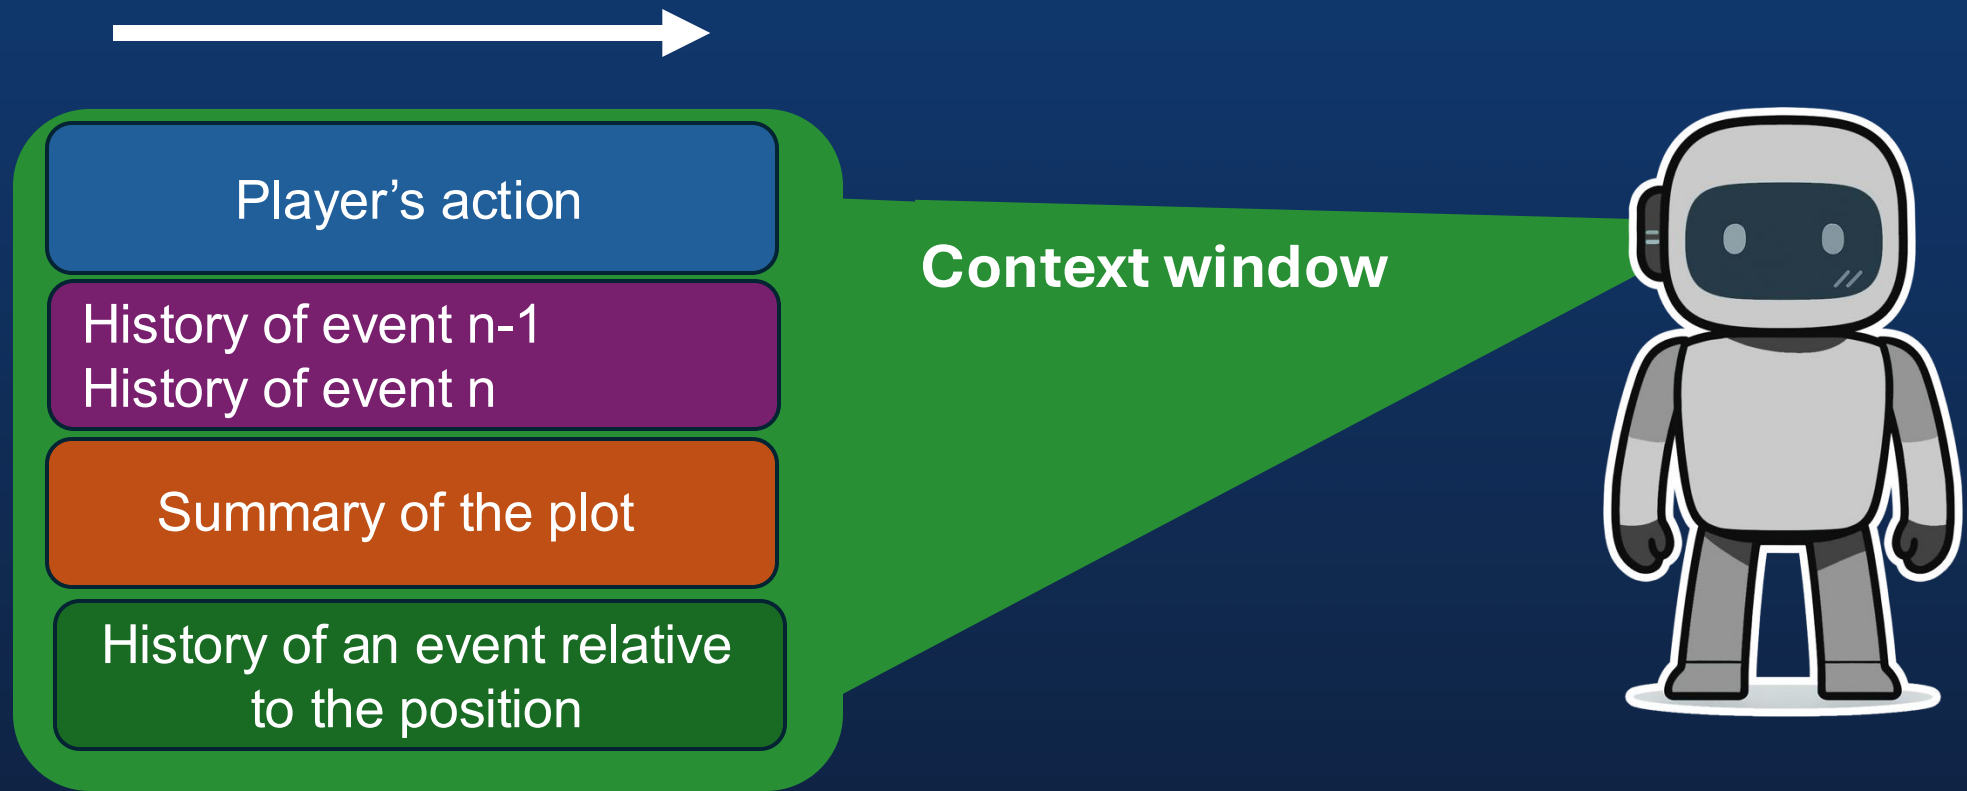 Player’s action
History of event n-1
History of event n
Summary of the plot
History of an event relative
to the position
Context window